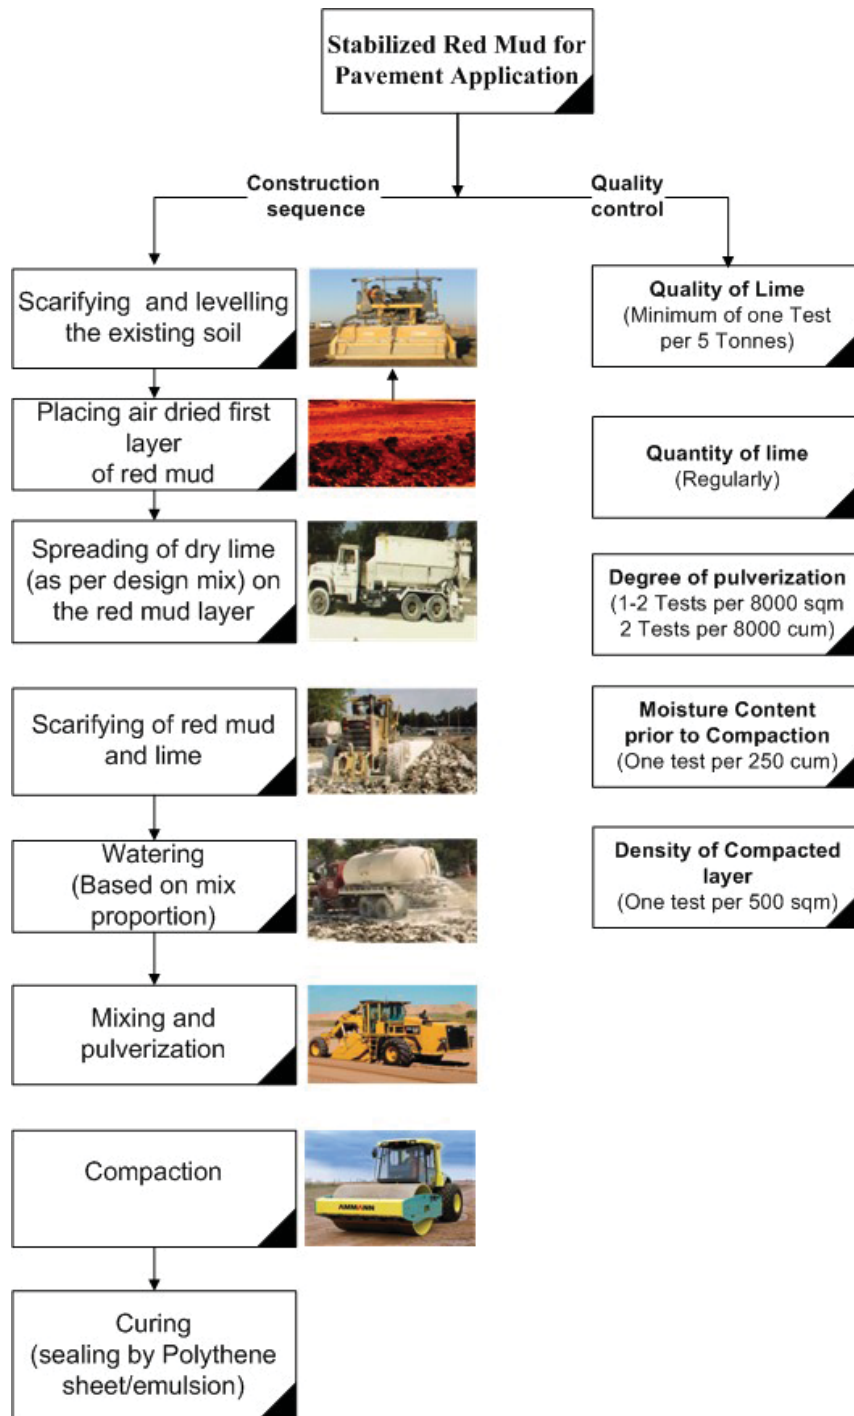 Stabilized Red Mud for
Pavement Application
Construction
sequence
Quality
control
Scarifying and levelling
the existing soil
Placing air dried first
layer
of red mud
Spreading of dry lime
(as per design mix) on
the red mud layer
Scarifying of red mud
and lime
Watering
(Based on mix
proportion)
Mixing and
pulverization
Compaction
AMMANN
Curing
(sealing by Polythene
sheet/emulsion)
Quality of Lime
(Minimum of one Test
per 5 Tonnes)
Quantity of lime
(Regularly)
Degree of pulverization
(1-2 Tests per 8000 sqm
2 Tests per 8000 cum)
Moisture Content
prior to Compaction
(One test per 250 cum)
Density of Compacted
layer
(One test per 500 sqm)